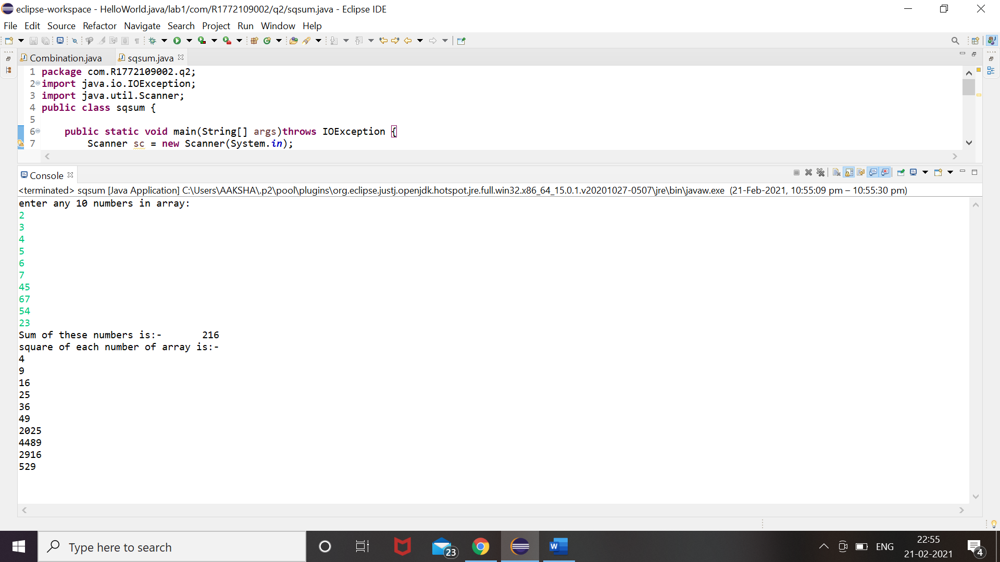 eclipse-workspace - HelloWorld.java/lab1/com/R1772109002/q2/sqsum.java - Eclipse IDE
File Edit Source Refactor Navigate Search Project Run Window Help
Combination.java sqsum.java
1 package com.R1772109002.q2;
2 import java.io.IOException;
3 import java.util.Scanner;
4 public class sqsum {
5
6 public static void main(String[] args)throws IOException {
7 Scanner sc = new Scanner(System.in);
Console
<terminated> sqsum [Java Application] C:\Users\AAKSHA\.p2\pool\plugins\org.eclipse.justj.openjdk.hotspot.jre.full.win32.x86_64_15.0.1.v20201027-0507\jre\bin\javaw.exe (21-Feb-2021, 10:55:09 pm – 10:55:30 pm)
enter any 10 numbers in array:
2
3
4
5
6
7
45
67
54
23
Sum of these numbers is:- 216
square of each number of array is:-
4
9
16
25
36
49
2025
4489
2916
529
Type here to search
23
W
ENG
22:55
21-02-2021
4